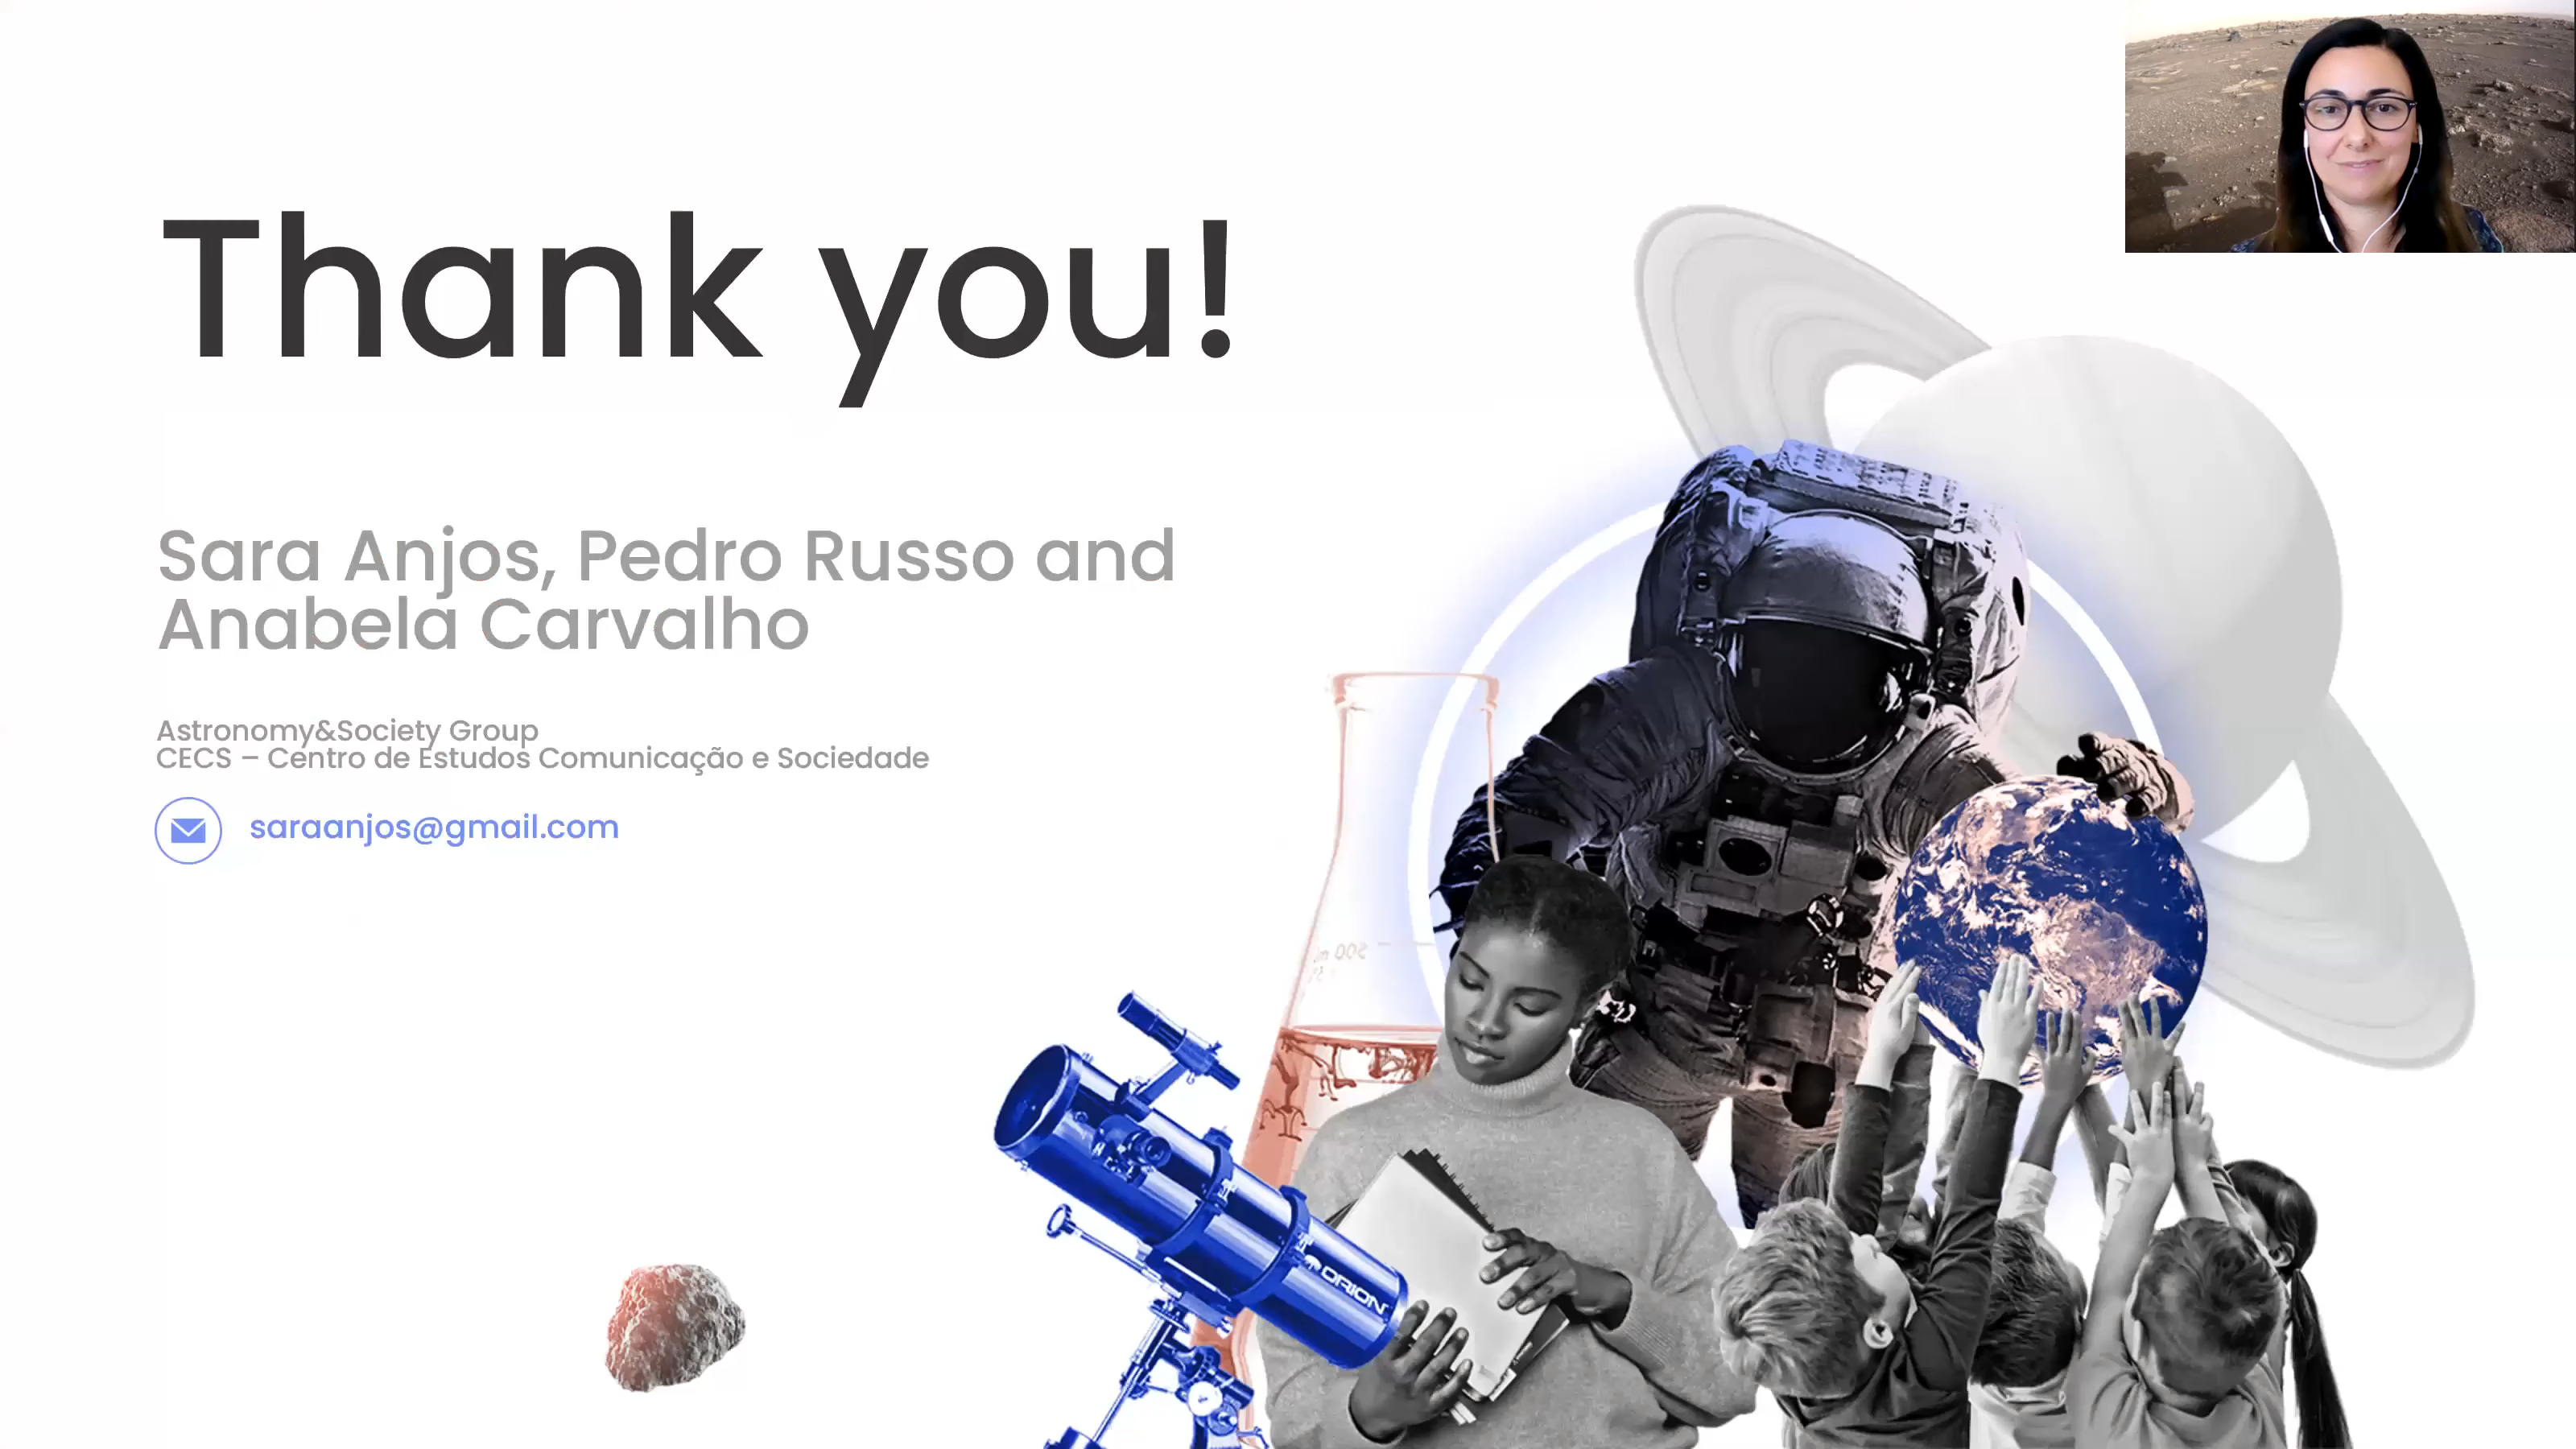 Thank you!
Sara Anjos, Pedro Russo and
Anabela Carvalho
Astronomy&Society Group
CECS – Centro de Estudos Comunicação e Sociedade
saraanjos@gmail.com
500 m
ORION